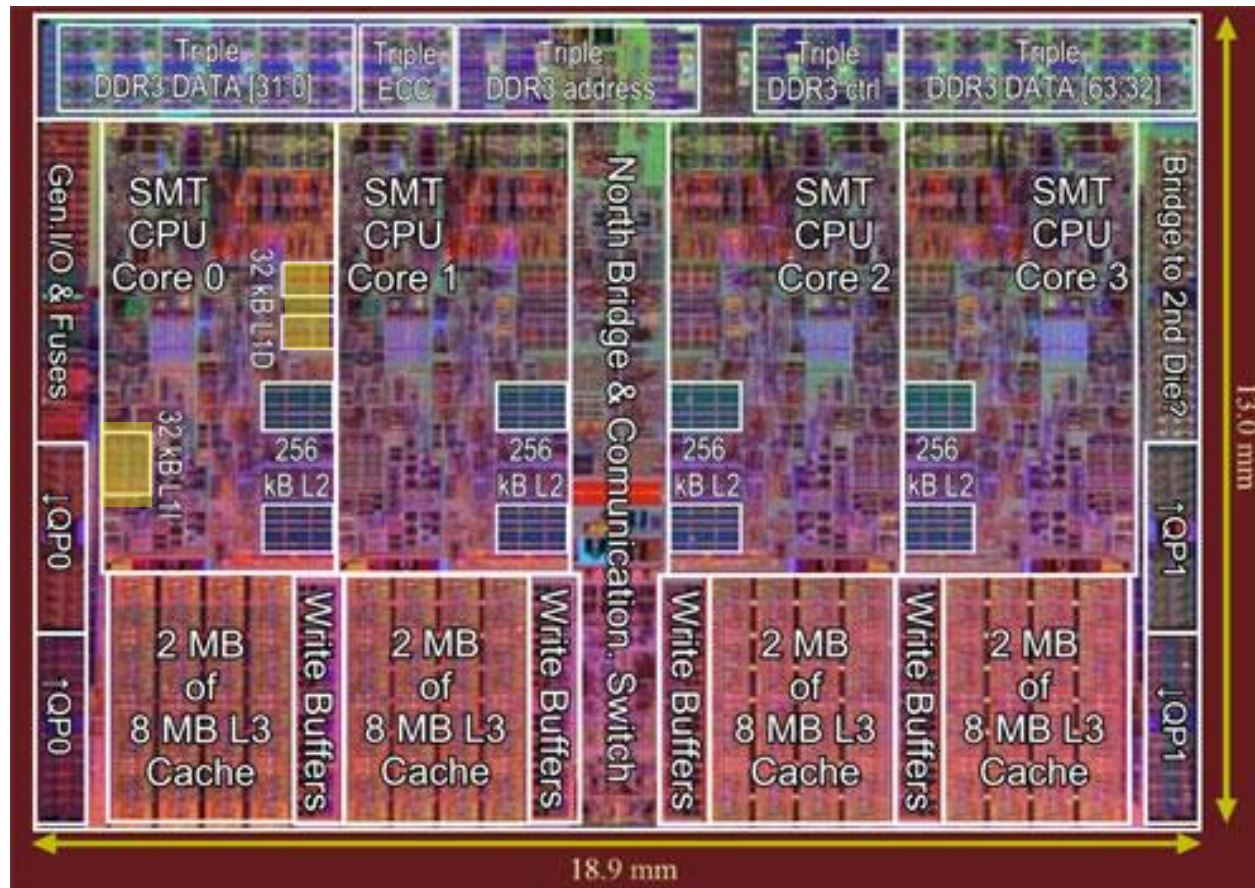 Triple
DDR3 DATA [31:0]
Triple
ECC
Triple
DDR3 address
Triple
DDR3 ctrl
Triple
DDR3 DATA [63:32]
Gen.I/O & Fuses
SMT
CPU
Core 0
32 kB L1D
32 kB L1I
256
kB L2
SMT
CPU
Core 1
256
kB L2
North Bridge & Comunication. Switch
SMT
CPU
Core 2
256
kB L2
SMT
CPU
Core 3
256
kB L2
Bridge to 2nd Die?
↓QP0
↑QP0
↑QP1
↓QP1
2 MB
of
8 MB L3
Cache
Write Buffers
2 MB
of
8 MB L3
Cache
Write Buffers
Write Buffers
2 MB
of
8 MB L3
Cache
Write Buffers
2 MB
of
8 MB L3
Cache
13.0 mm
18.9 mm